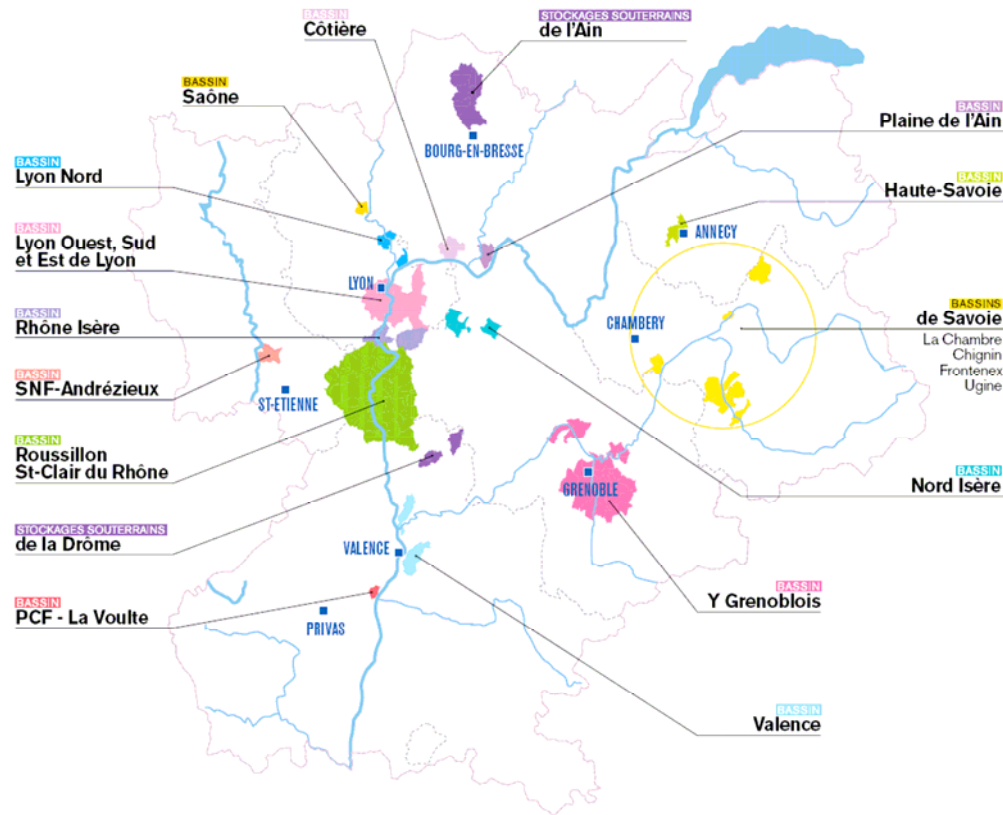 BASSIN
Côtière
STOCKAGES SOUTERRAINS
de l'Ain
BASSIN
Saône
BASSIN
Plaine de l'Ain
BOURG-EN-BRESSE
BASSIN
Lyon Nord
BASSIN
Haute-Savoie
BASSIN
Lyon Ouest, Sud
et Est de Lyon
ANNECY
LYON
BASSIN
Rhône Isère
CHAMBERY
BASSINS
de Savoie
La Chambre
Chignin
Frontenex
Ugine
BASSIN
SNF-Andrézieux
ST-ETIENNE
BASSIN
Roussillon
St-Clair du Rhône
BASSIN
Nord Isère
GRENOBLE
STOCKAGES SOUTERRAINS
de la Drôme
VALENCE
BASSIN
Y Grenoblois
BASSIN
PCF - La Voulte
PRIVAS
BASSIN
Valence